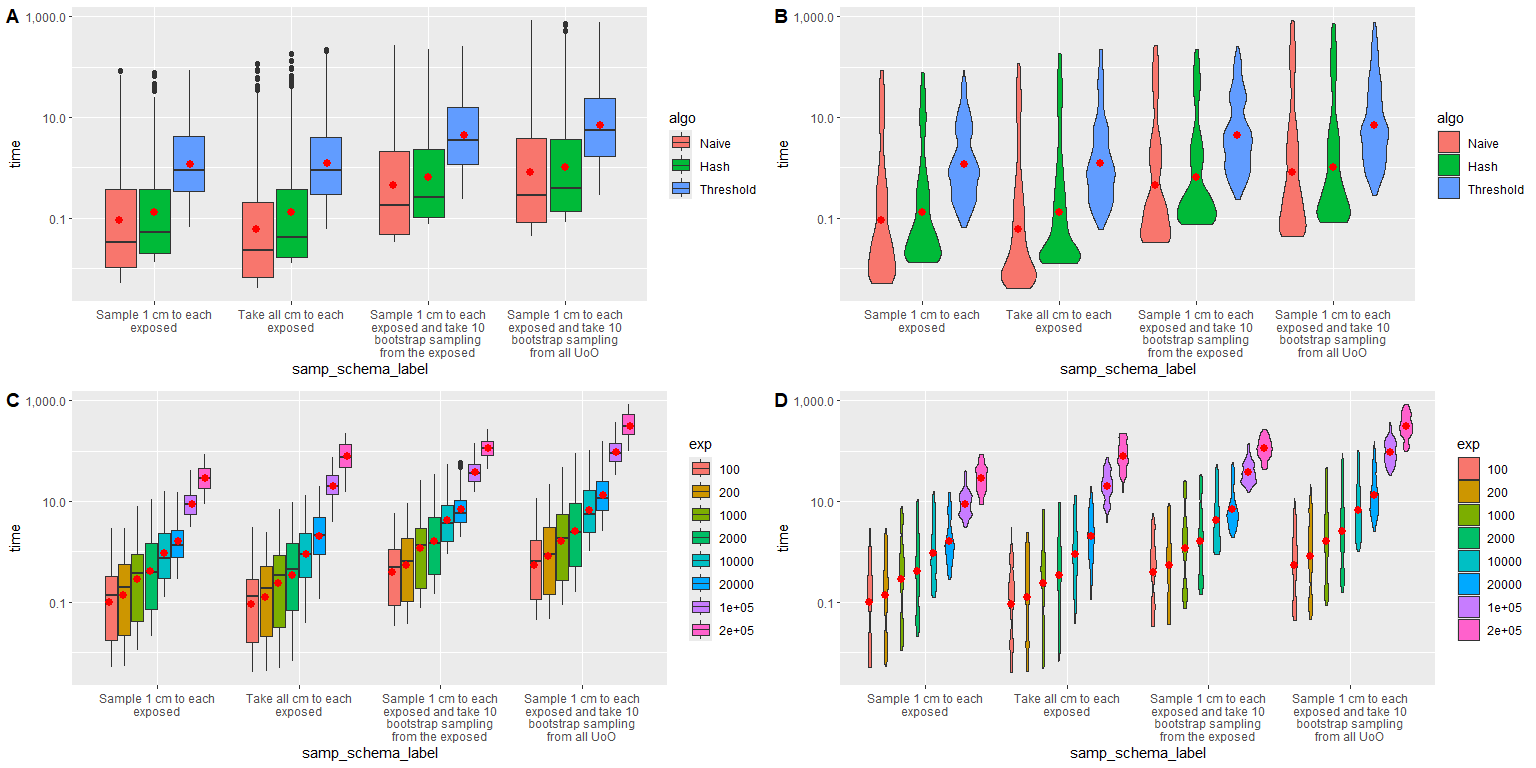 A
1,000.0
10.0
0.1
time
Sample 1 cm to each
exposed
Take all cm to each
exposed
Sample 1 cm to each
exposed and take 10
bootstrap sampling
from the exposed
Sample 1 cm to each
exposed and take 10
bootstrap sampling
from all UoO
samp_schema_label
algo
Naive
Hash
Threshold
B
1,000.0
10.0
0.1
time
Sample 1 cm to each
exposed
Take all cm to each
exposed
Sample 1 cm to each
exposed and take 10
bootstrap sampling
from the exposed
Sample 1 cm to each
exposed and take 10
bootstrap sampling
from all UoO
samp_schema_label
algo
Naive
Hash
Threshold
C
1,000.0
10.0
0.1
time
Sample 1 cm to each
exposed
Take all cm to each
exposed
Sample 1 cm to each
exposed and take 10
bootstrap sampling
from the exposed
Sample 1 cm to each
exposed and take 10
bootstrap sampling
from all UoO
samp_schema_label
exp
100
200
1000
2000
10000
20000
1e+05
2e+05
D
1,000.0
10.0
0.1
time
Sample 1 cm to each
exposed
Take all cm to each
exposed
Sample 1 cm to each
exposed and take 10
bootstrap sampling
from the exposed
Sample 1 cm to each
exposed and take 10
bootstrap sampling
from all UoO
samp_schema_label
exp
100
200
1000
2000
10000
20000
1e+05
2e+05